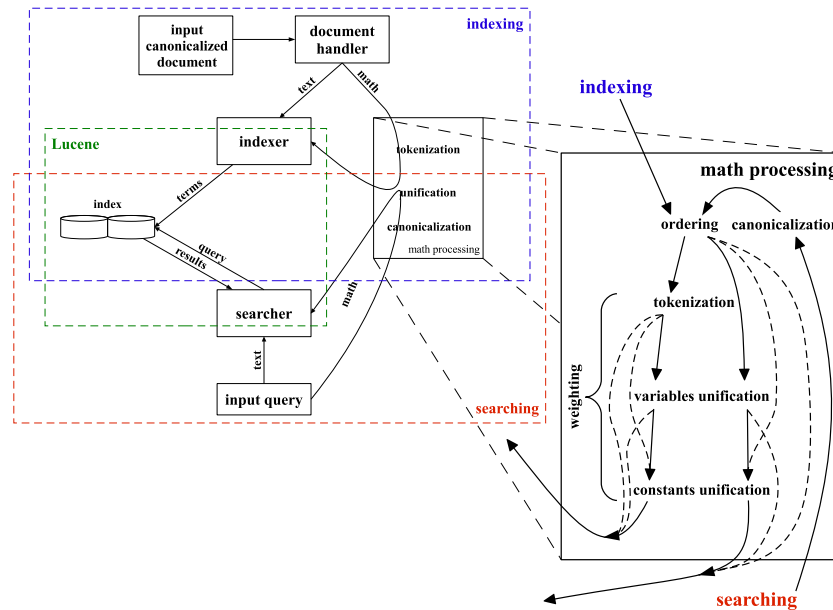 indexing
input
canonicalized
document
document
handler
text
math
Lucene
indexer
tokenization
terms
unification
index
canonicalization
math processing
query
results
math
searcher
text
input query
searching
indexing
math processing
ordering
canonicalization
tokenization
weighting
variables unification
constants unification
searching